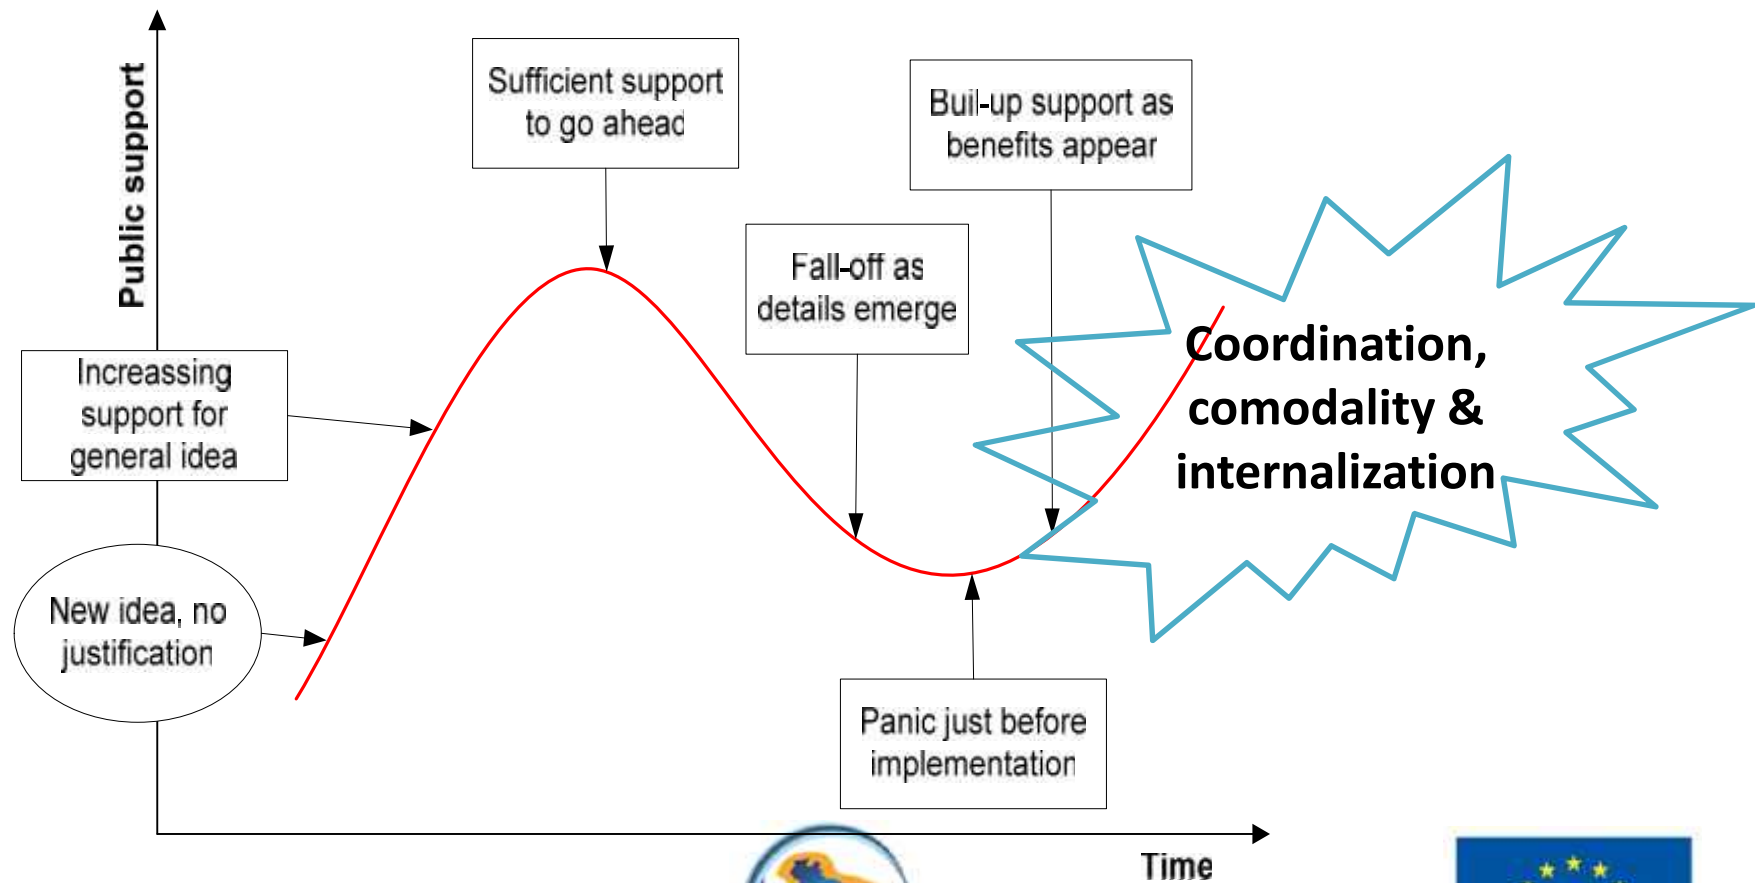 Public support
Sufficient support
to go ahead
Buil-up support as
benefits appear
Fall-off as
details emerge
Coordination,
comodality &
internalization
Increassing
support for
general idea
New idea, no
justification
Panic just before
implementation
Time